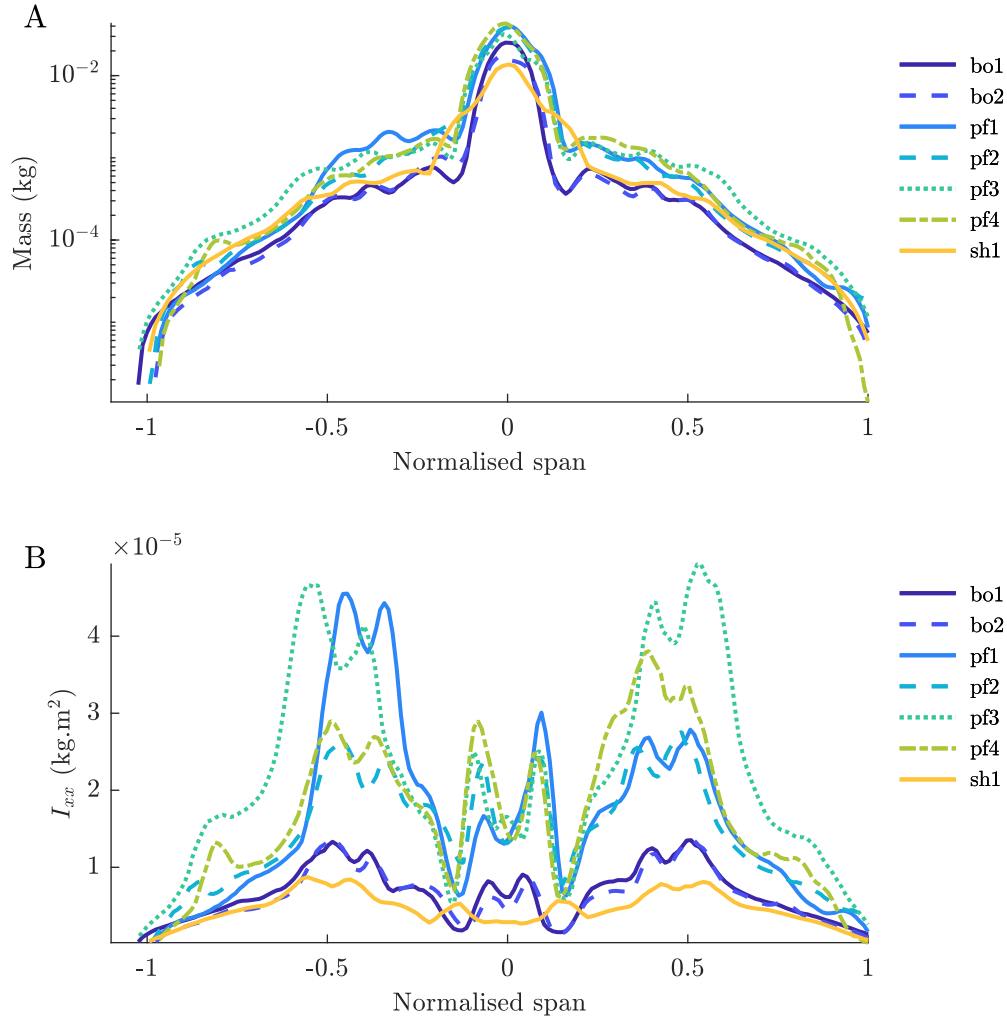 A
Mass (kg)
10⁻²
10⁻⁴
-1 -0.5 0 0.5 1
Normalised span
bo1
bo2
pf1
pf2
pf3
pf4
sh1
B
×10⁻⁵
I_xx (kg.m²)
4
3
2
1
-1 -0.5 0 0.5 1
Normalised span
bo1
bo2
pf1
pf2
pf3
pf4
sh1